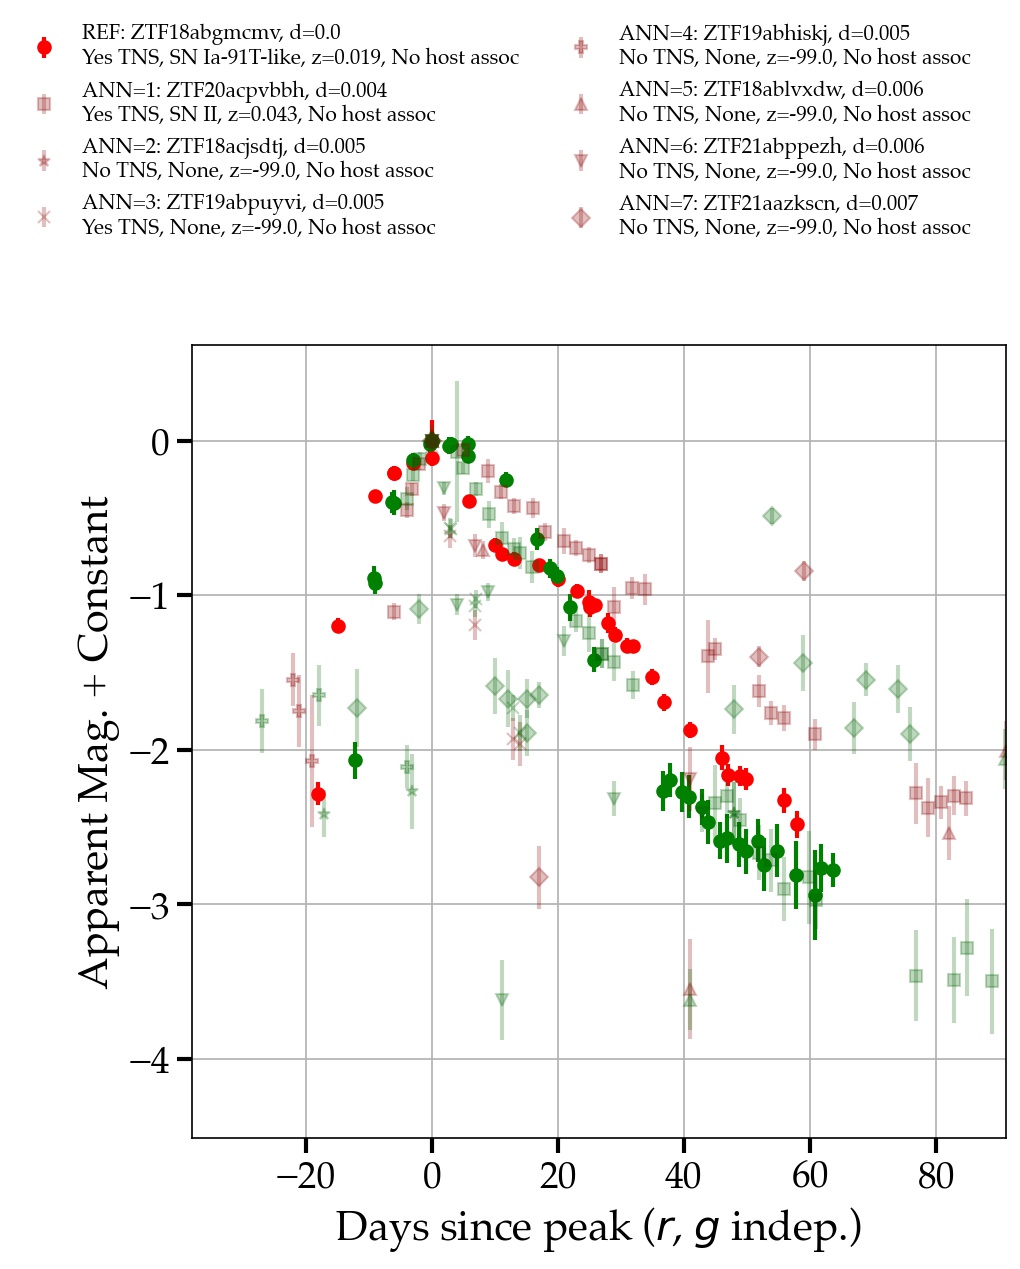 REF: ZTF18abgmcmv, d=0.0
Yes TNS, SN Ia-91T-like, z=0.019, No host assoc
ANN=1: ZTF20acpvbbh, d=0.004
Yes TNS, SN II, z=0.043, No host assoc
ANN=2: ZTF18acjsdtj, d=0.005
No TNS, None, z=-99.0, No host assoc
ANN=3: ZTF19abpuyvi, d=0.005
Yes TNS, None, z=-99.0, No host assoc
ANN=4: ZTF19abhiskj, d=0.005
No TNS, None, z=-99.0, No host assoc
ANN=5: ZTF18ablvxdw, d=0.006
No TNS, None, z=-99.0, No host assoc
ANN=6: ZTF21abppezh, d=0.006
No TNS, None, z=-99.0, No host assoc
ANN=7: ZTF21aazkscn, d=0.007
No TNS, None, z=-99.0, No host assoc
Apparent Mag. + Constant
0
−1
−2
−3
−4
−20 0 20 40 60 80
Days since peak (r, g indep.)